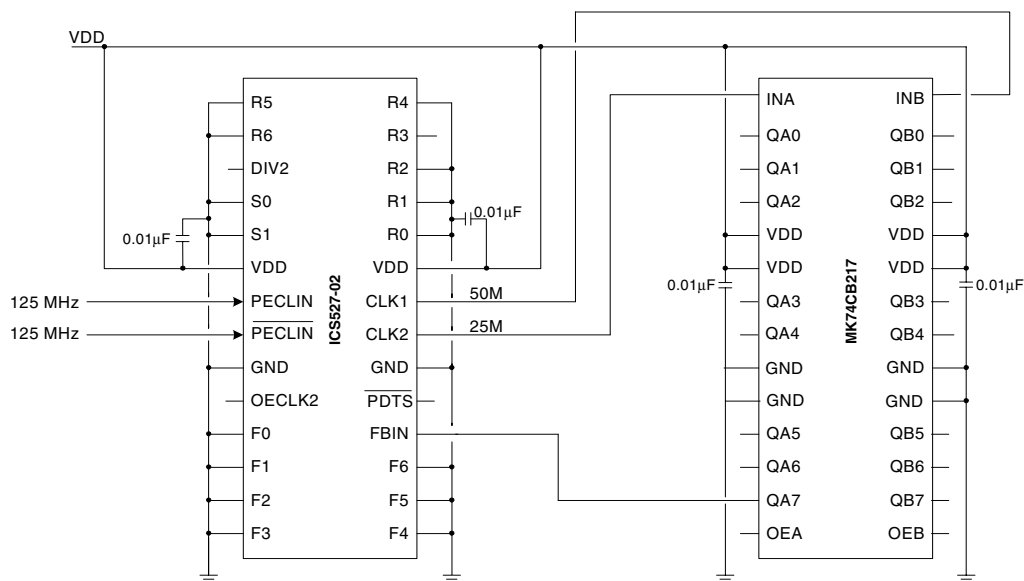 VDD
R5 R4
R6 R3
DIV2 R2
S0 R1
S1 R0
VDD VDD
PECLIN CLK1
PECLIN CLK2
GND GND
OECLK2 PDTS
F0 FBIN
F1 F6
F2 F5
F3 F4
ICS527-02
0.01µF
0.01µF
125 MHz
125 MHz
50M
25M
INA INB
QA0 QB0
QA1 QB1
QA2 QB2
VDD VDD
VDD VDD
QA3 QB3
QA4 QB4
GND GND
GND GND
QA5 QB5
QA6 QB6
QA7 QB7
OEA OEB
MK74CB217
0.01µF
0.01µF